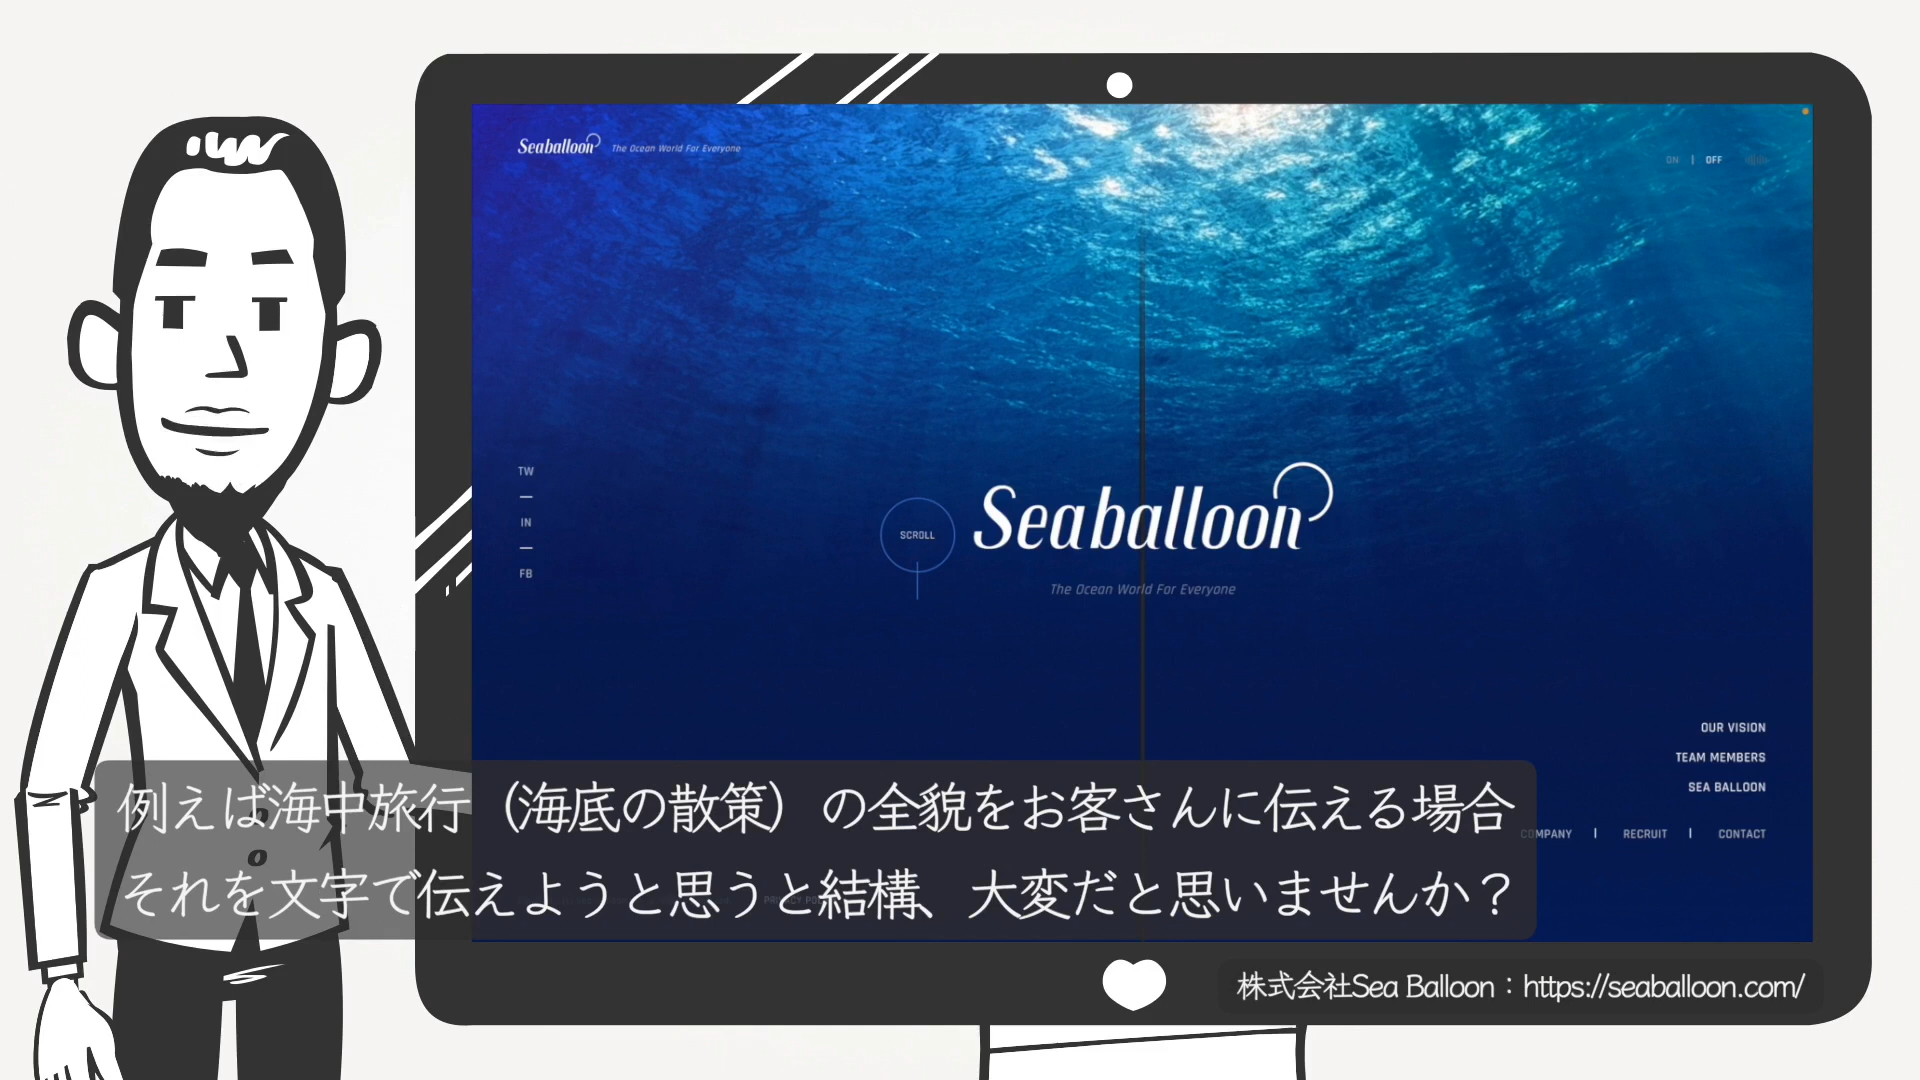 Seaballoon The Ocean World For Everyone
ON | OFF
TW
IN
FB
SCROLL
Seaballoon
The Ocean World For Everyone
OUR VISION
TEAM MEMBERS
SEA BALLOON
COMPANY | RECRUIT | CONTACT
例えば海中旅行（海底の散策）の全貌をお客さんに伝える場合
それを文字で伝えようと思うと結構、大変だと思いませんか？
株式会社Sea Balloon：https://seaballoon.com/